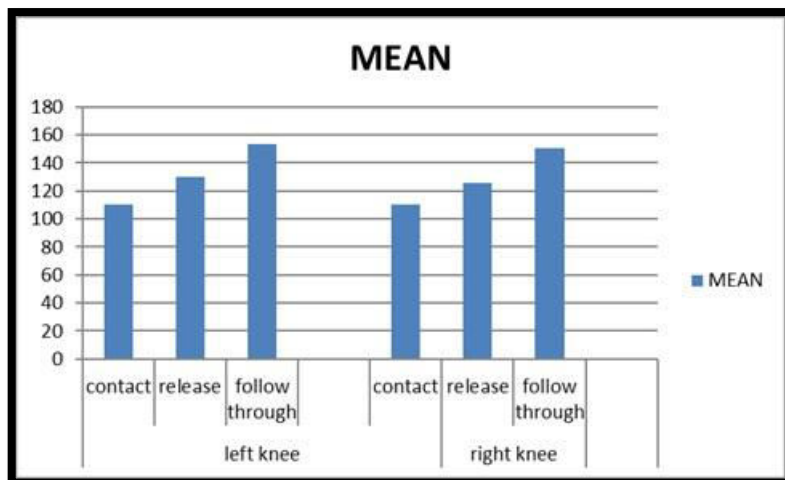 MEAN
180
160
140
120
100
80
60
40
20
0
contact release follow through contact release follow through
left knee right knee
MEAN